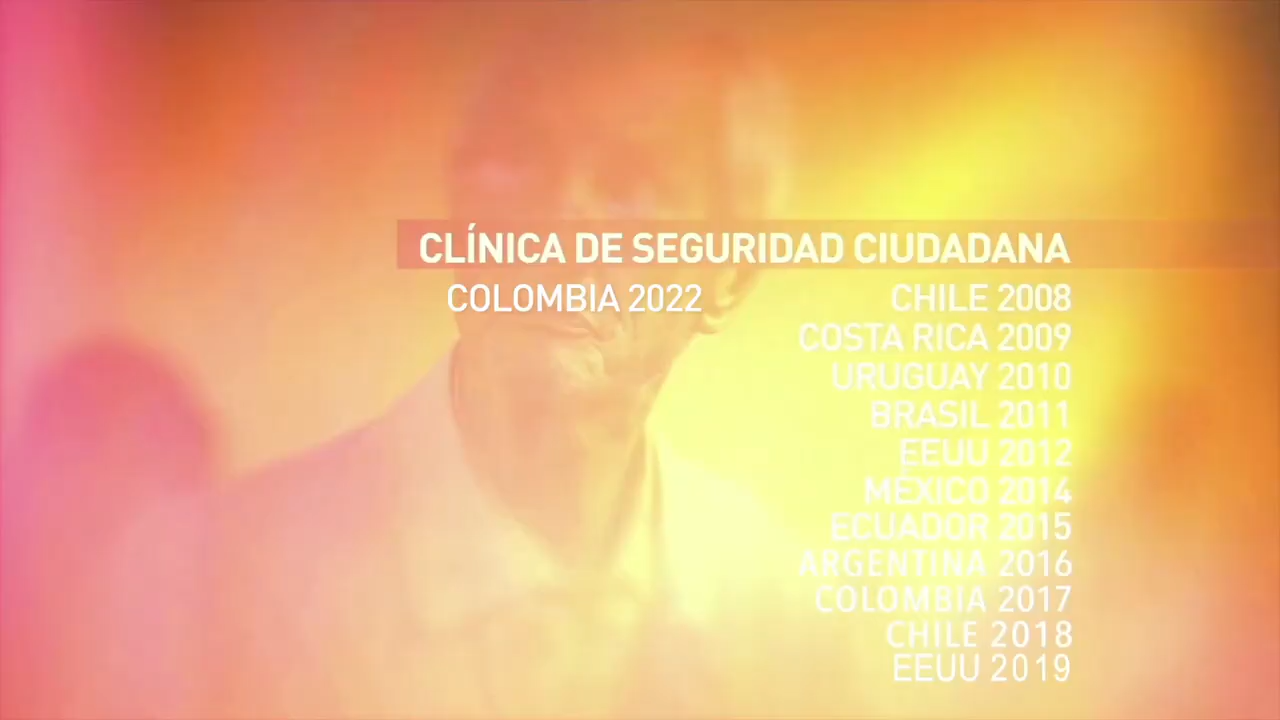 CLÍNICA DE SEGURIDAD CIUDADANA
COLOMBIA 2022
CHILE 2008
COSTA RICA 2009
URUGUAY 2010
BRASIL 2011
EEUU 2012
MÉXICO 2014
ECUADOR 2015
ARGENTINA 2016
COLOMBIA 2017
CHILE 2018
EEUU 2019